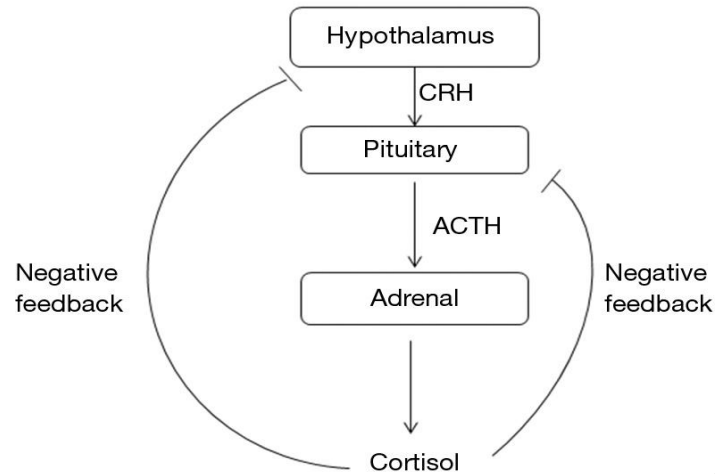 Hypothalamus
CRH
Pituitary
ACTH
Negative
feedback
Adrenal
Negative
feedback
Cortisol